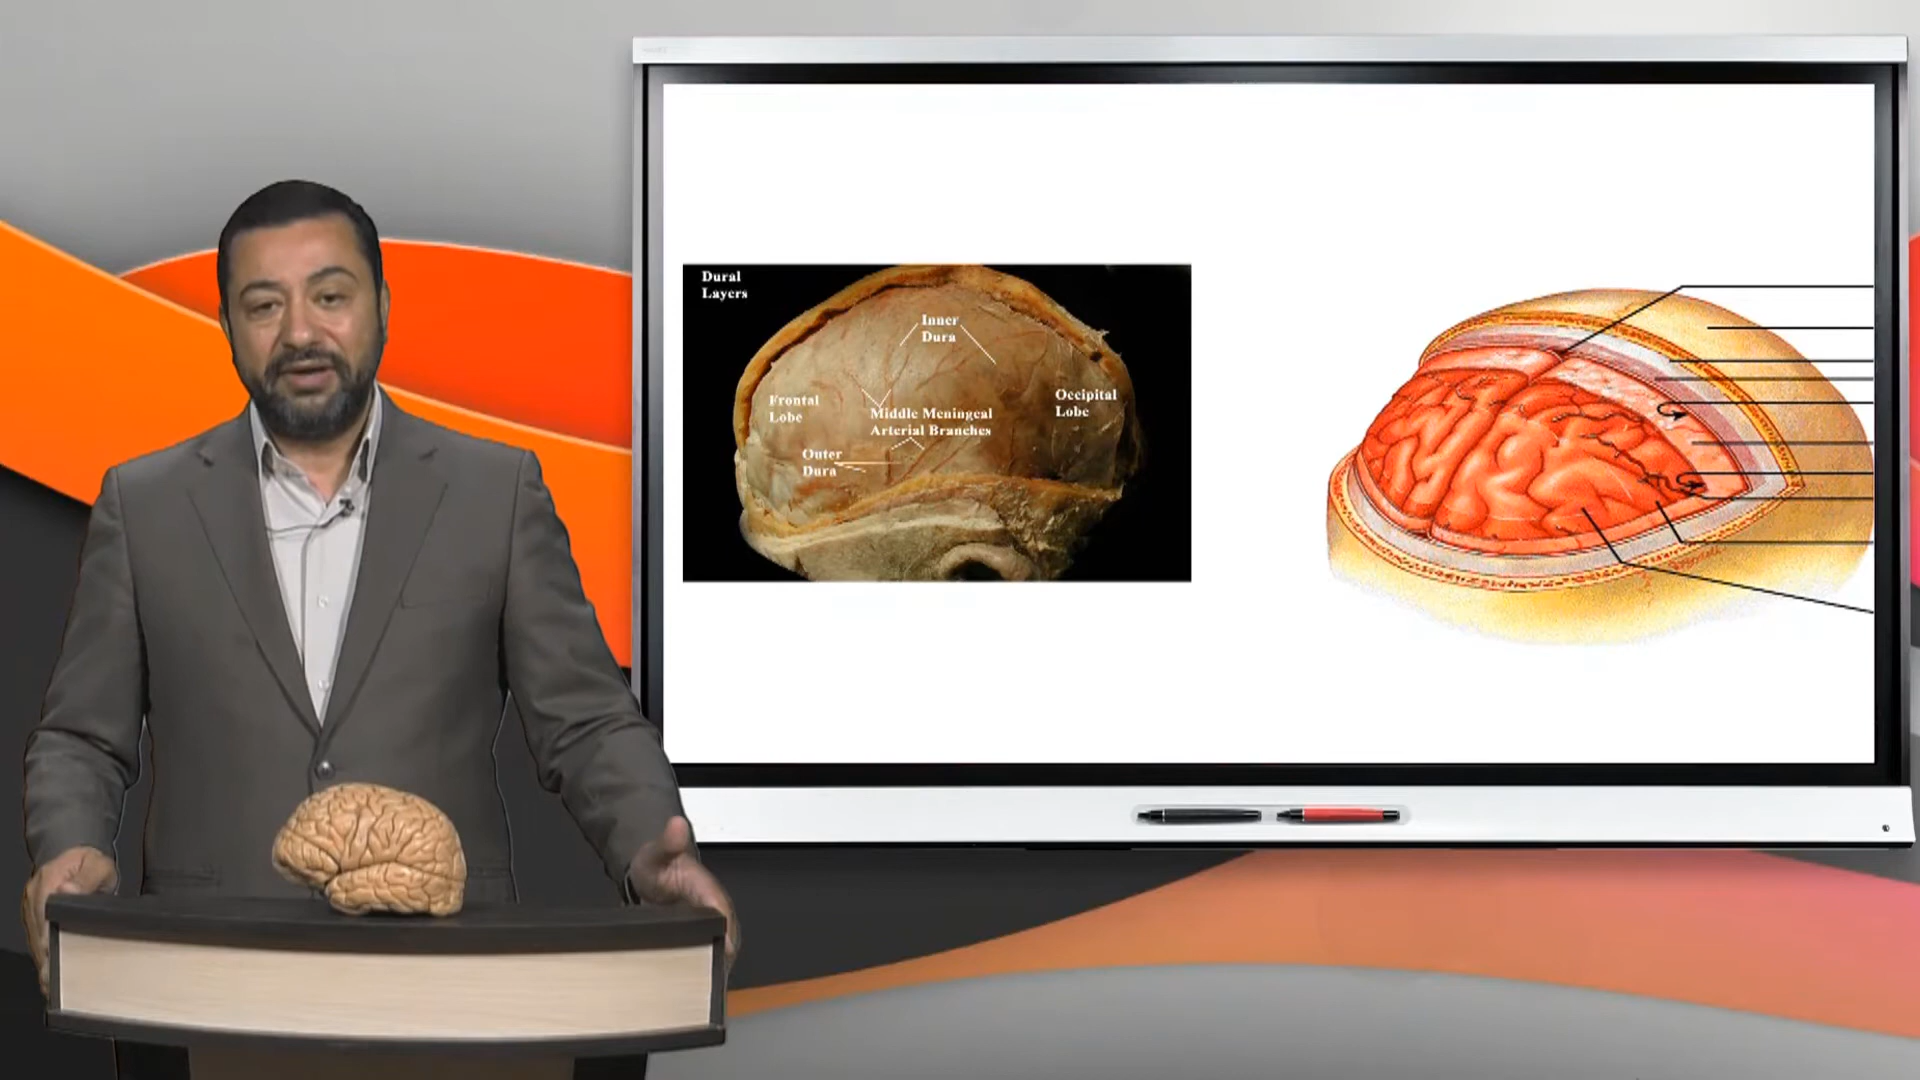 Dural
Layers
Inner
Dura
Frontal
Lobe
Occipital
Lobe
Middle Meningeal
Arterial Branches
Outer
Dura